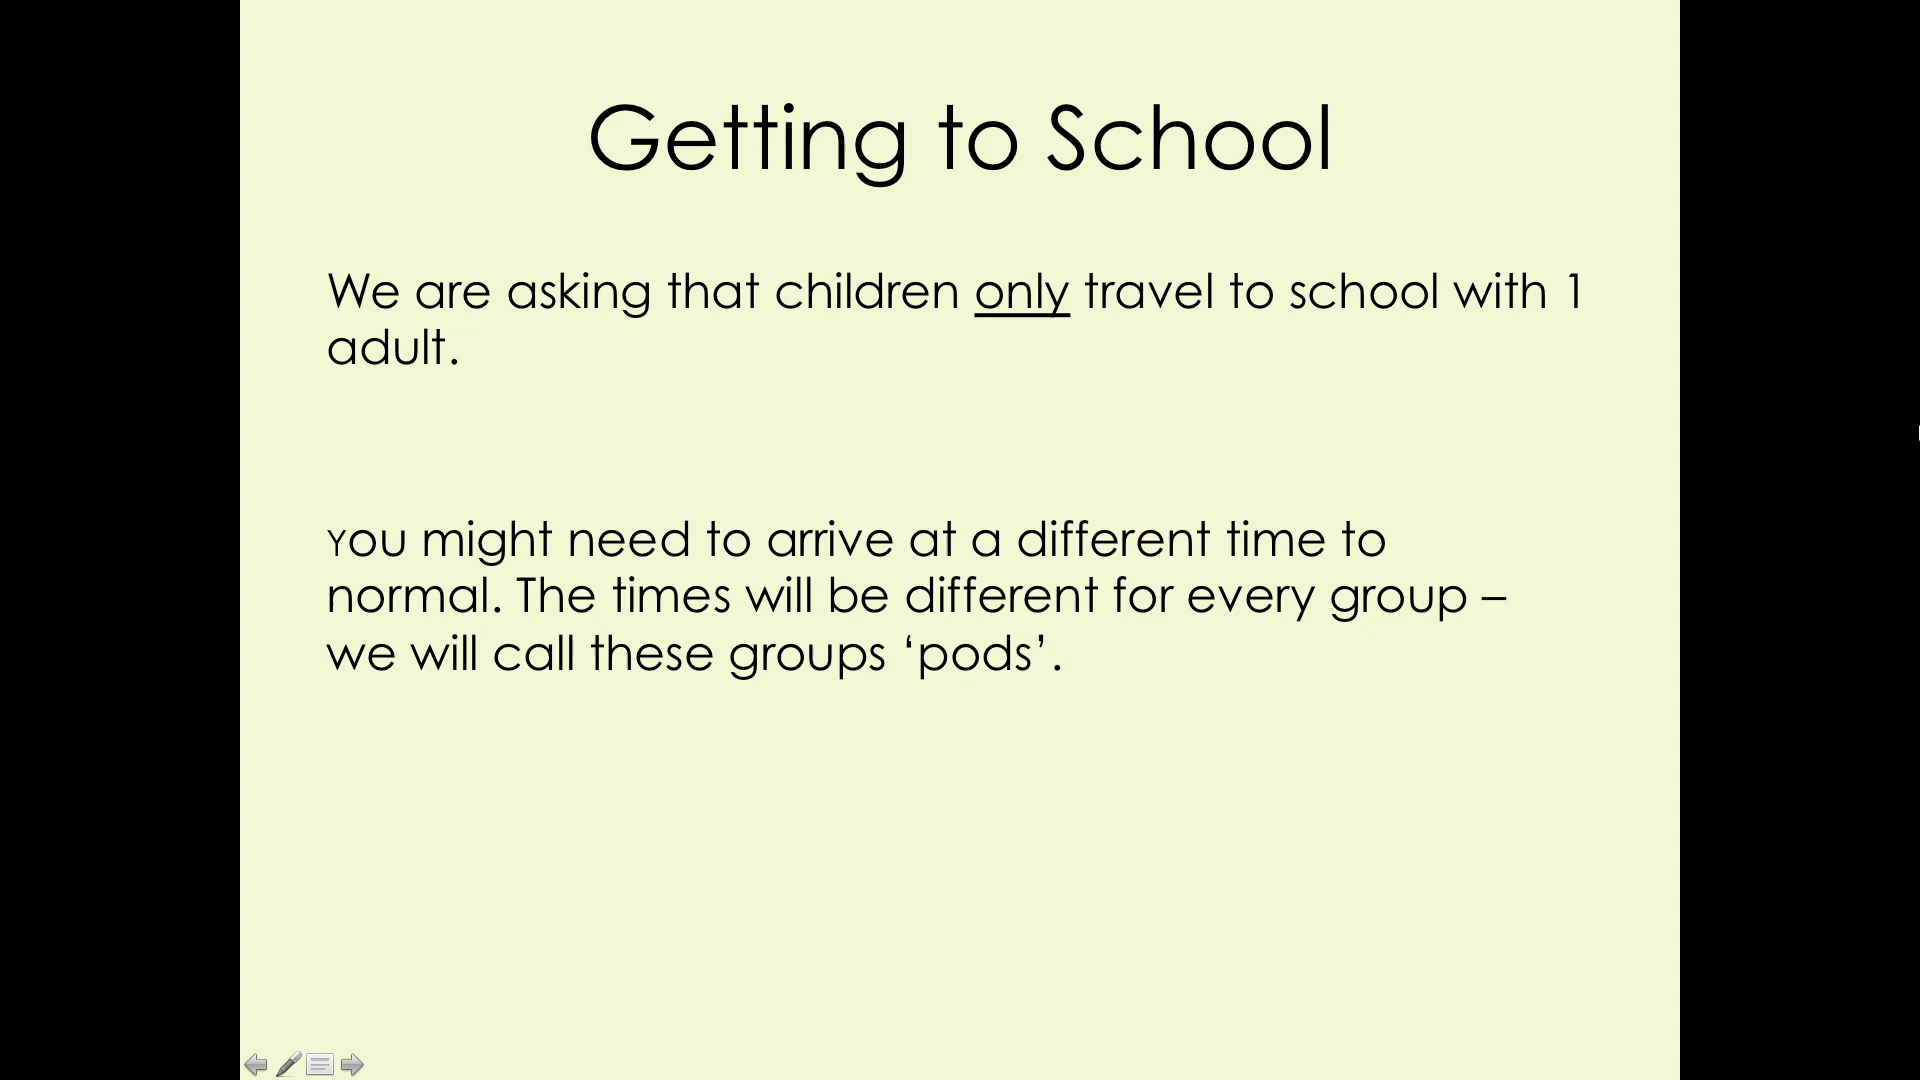 Getting to School
We are asking that children only travel to school with 1
adult.
You might need to arrive at a different time to
normal. The times will be different for every group –
we will call these groups ‘pods’.